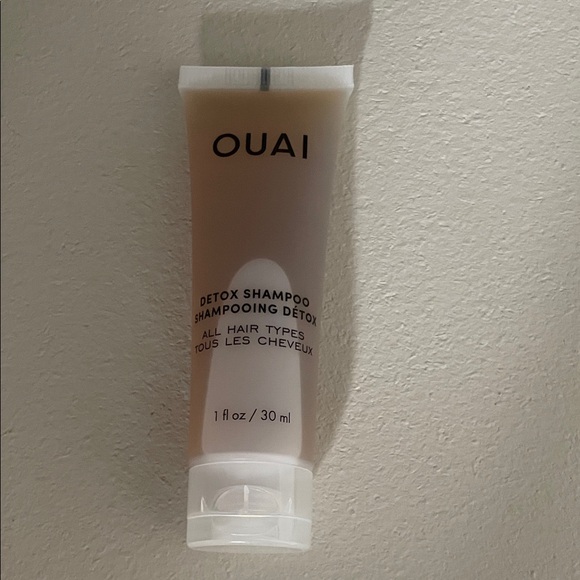 OUAI
DETOX SHAMPOO
SHAMPOOING DÉTOX
ALL HAIR TYPES
TOUS LES CHEVEUX
1 fl oz / 30 ml